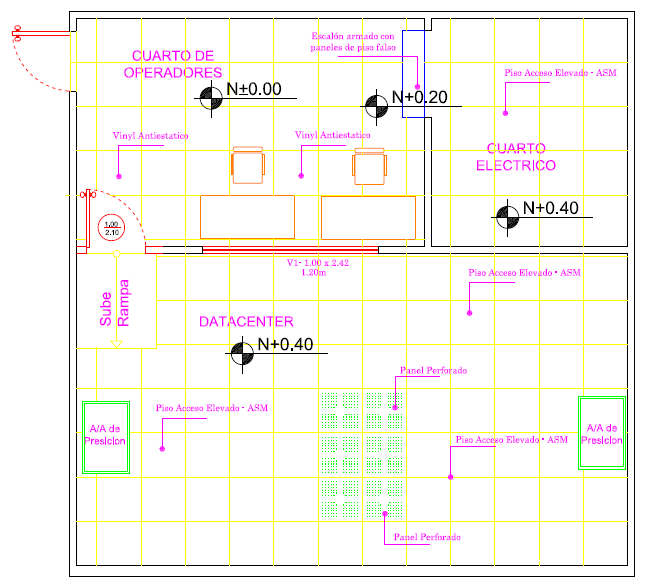 Escalón armado con
paneles de piso falso
CUARTO DE
OPERADORES
Piso Acceso Elevado - ASM
N±0.00
N+0.20
Vinyl Antiestatico
Vinyl Antiestatico
CUARTO
ELECTRICO
N+0.40
1.00
2.10
V1- 1.00 x 2.42
1.20m
Piso Acceso Elevado - ASM
Sube
Rampa
DATACENTER
N+0.40
Panel Perforado
Piso Acceso Elevado - ASM
A/A de
Presicion
A/A de
Presicion
Piso Acceso Elevado - ASM
Panel Perforado